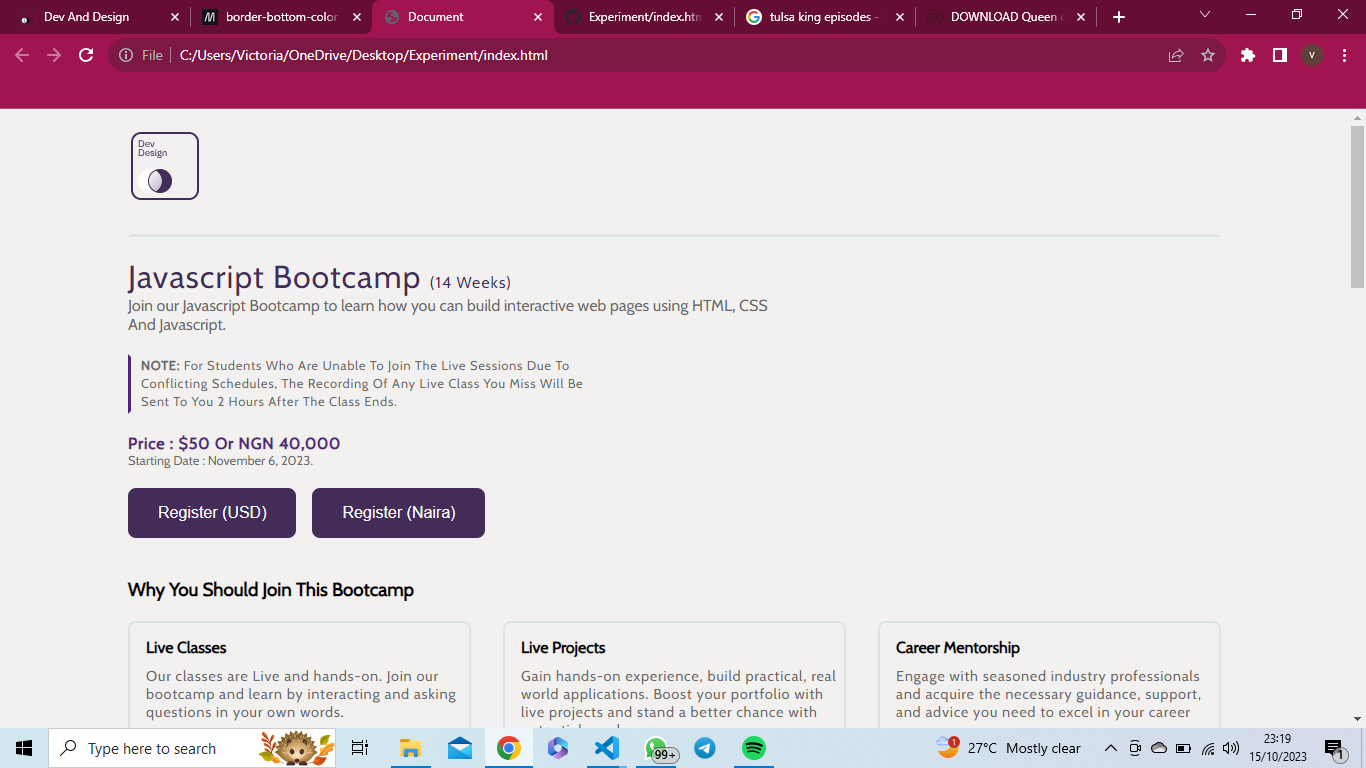 Dev And Design
border-bottom-color
Document
Experiment/index.htm
tulsa king episodes -
DOWNLOAD Queen
File
C:/Users/Victoria/OneDrive/Desktop/Experiment/index.html
V
Dev
Design
Javascript Bootcamp (14 Weeks)
Join our Javascript Bootcamp to learn how you can build interactive web pages using HTML, CSS
And Javascript.
NOTE: For Students Who Are Unable To Join The Live Sessions Due To
Conflicting Schedules, The Recording Of Any Live Class You Miss Will Be
Sent To You 2 Hours After The Class Ends.
Price : $50 Or NGN 40,000
Starting Date : November 6, 2023.
Register (USD)
Register (Naira)
Why You Should Join This Bootcamp
Live Classes
Our classes are Live and hands-on. Join our
bootcamp and learn by interacting and asking
questions in your own words.
Live Projects
Gain hands-on experience, build practical, real
world applications. Boost your portfolio with
live projects and stand a better chance with
Career Mentorship
Engage with seasoned industry professionals
and acquire the necessary guidance, support,
and advice you need to excel in your career
Type here to search
99+
1
27°C Mostly clear
23:19
15/10/2023
1